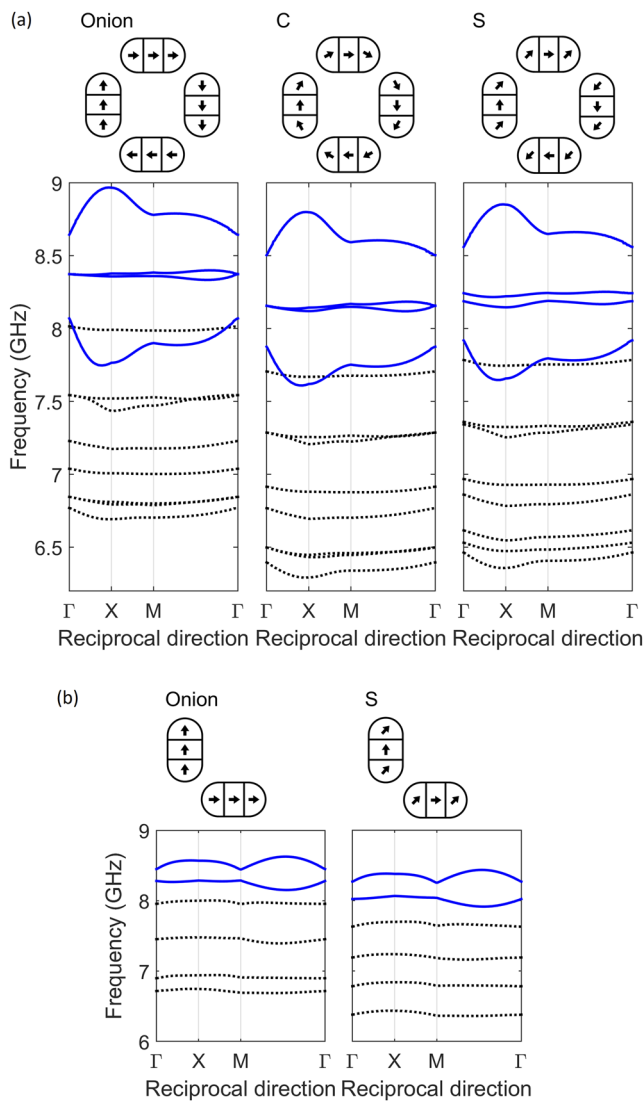 (a)
Onion
C
S
Frequency (GHz)
9
8.5
8
7.5
7
6.5
Γ X M Γ
Γ X M Γ
Γ X M Γ
Reciprocal direction
Reciprocal direction
Reciprocal direction
(b)
Onion
S
Frequency (GHz)
9
8
7
6
Γ X M Γ
Γ X M Γ
Reciprocal direction
Reciprocal direction